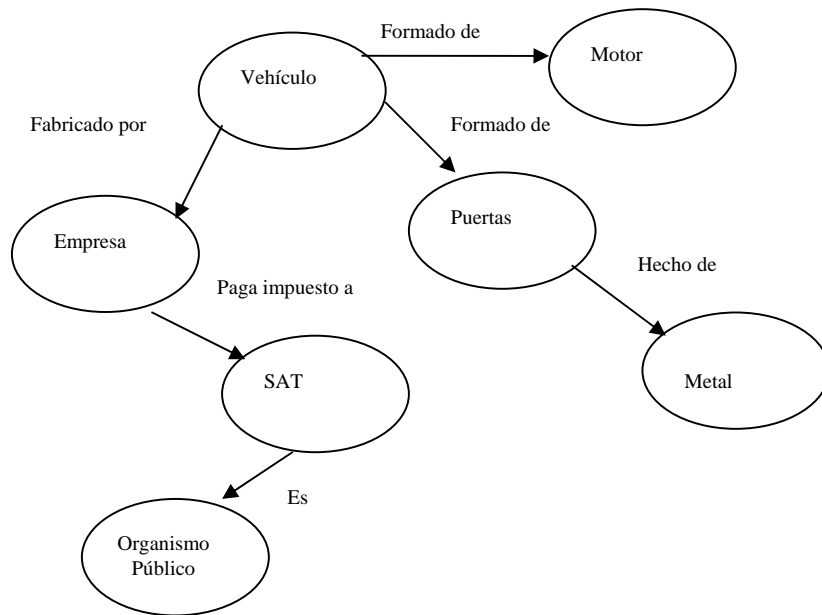 Formado de
Motor
Vehículo
Fabricado por
Formado de
Puertas
Empresa
Hecho de
Paga impuesto a
SAT
Metal
Es
Organismo
Público